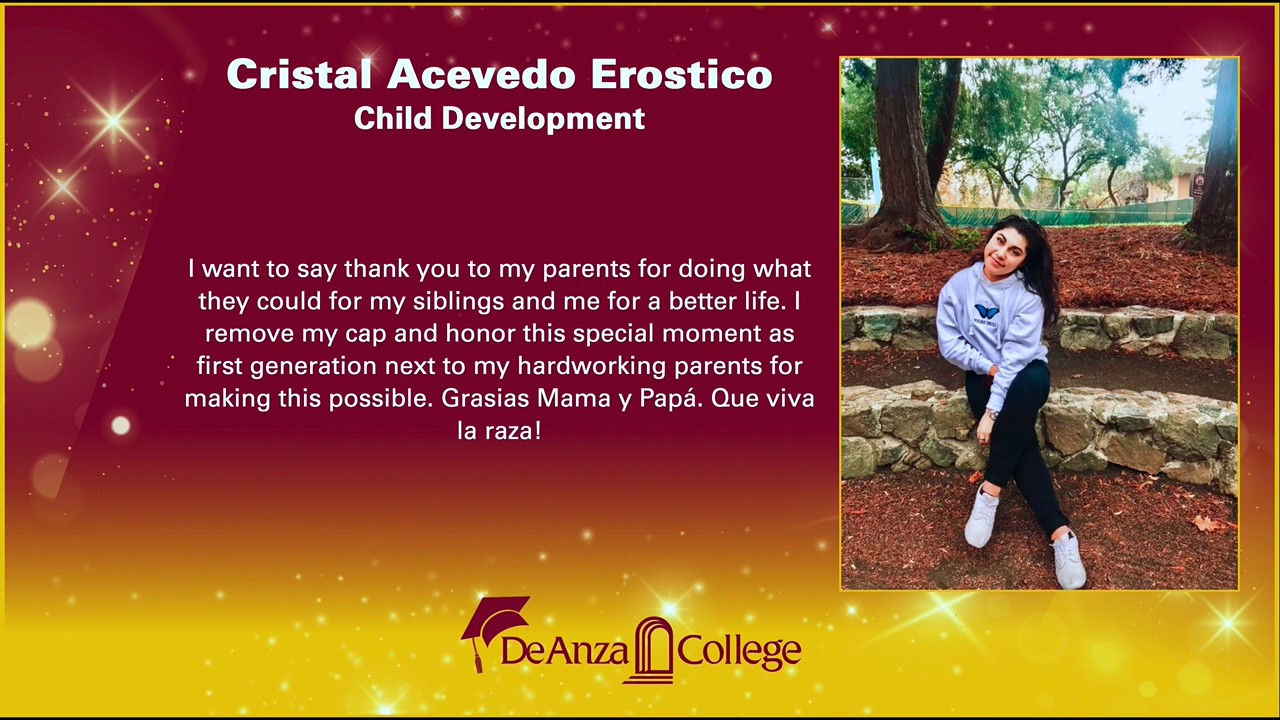 Cristal Acevedo Erostico
Child Development
I want to say thank you to my parents for doing what
they could for my siblings and me for a better life. I
remove my cap and honor this special moment as
first generation next to my hardworking parents for
making this possible. Grasias Mama y Papá. Que viva
la raza!
DeAnza College